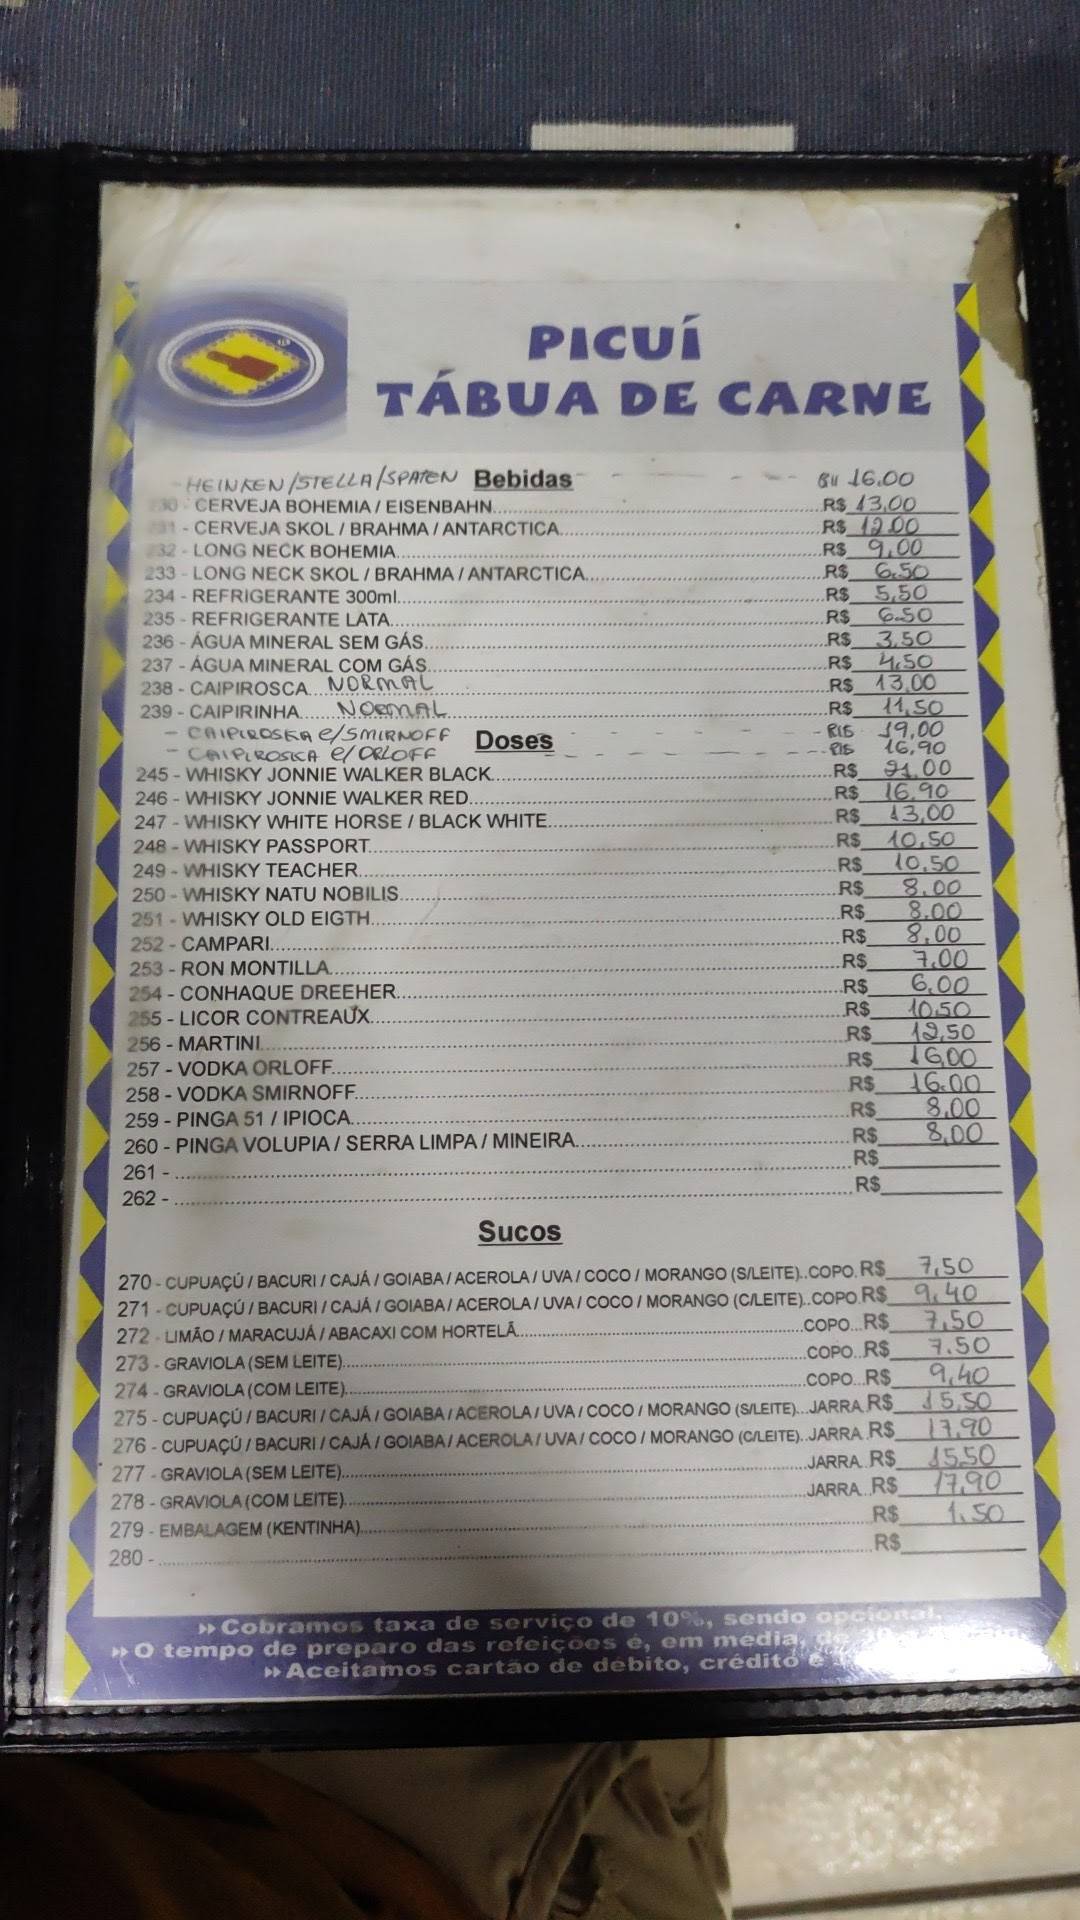 PICUÍ
TÁBUA DE CARNE
- HEINKEN/STELLA/SPATEN Bebidas - - - - - 16.00
230 - CERVEJA BOHEMIA / EISENBAHN R$ 13,00
231 - CERVEJA SKOL / BRAHMA / ANTARCTICA R$ 12.00
232 - LONG NECK BOHEMIA R$ 9,00
233 - LONG NECK SKOL / BRAHMA / ANTARCTICA R$ 6.50
234 - REFRIGERANTE 300ml R$ 5,50
235 - REFRIGERANTE LATA R$ 6.50
236 - ÁGUA MINERAL SEM GÁS R$ 3.50
237 - ÁGUA MINERAL COM GÁS R$ 4,50
238 - CAIPIROSCA NORMAL R$ 13.00
239 - CAIPIRINHA NORMAL R$ 11,50
- CAIPIROSKA c/SMIRNOFF - - - - R$ 19,00
- CAIPIROSKA c/ ORLOFF - - - - R$ 16,90
Doses
245 - WHISKY JONNIE WALKER BLACK R$ 21.00
246 - WHISKY JONNIE WALKER RED R$ 16.90
247 - WHISKY WHITE HORSE / BLACK WHITE R$ 13,00
248 - WHISKY PASSPORT R$ 10,50
249 - WHISKY TEACHER R$ 10,50
250 - WHISKY NATU NOBILIS R$ 8.00
251 - WHISKY OLD EIGTH R$ 8.00
252 - CAMPARI R$ 8,00
253 - RON MONTILLA R$ 7.00
254 - CONHAQUE DREEHER R$ 6,00
255 - LICOR CONTREAUX R$ 10.50
256 - MARTINI R$ 12,50
257 - VODKA ORLOFF R$ 16,00
258 - VODKA SMIRNOFF R$ 16.00
259 - PINGA 51 / IPIOCA R$ 8,00
260 - PINGA VOLUPIA / SERRA LIMPA / MINEIRA R$ 8,00
261 - R$
262 - R$
Sucos
270 - CUPUAÇÚ / BACURI / CAJÁ / GOIABA / ACEROLA / UVA / COCO / MORANGO (S/LEITE)..COPO. R$ 7,50
271 - CUPUAÇÚ / BACURI / CAJÁ / GOIABA / ACEROLA / UVA / COCO / MORANGO (C/LEITE)..COPO R$ 9,40
272 - LIMÃO / MARACUJÁ / ABACAXI COM HORTELÃ COPO...R$ 7,50
273 - GRAVIOLA (SEM LEITE) COPO...R$ 7.50
274 - GRAVIOLA (COM LEITE) COPO...R$ 9,40
275 - CUPUAÇÚ / BACURI / CAJÁ / GOIABA / ACEROLA / UVA / COCO / MORANGO (S/LEITE)...JARRA R$ 15,50
276 - CUPUAÇÚ / BACURI / CAJÁ / GOIABA / ACEROLA / UVA / COCO / MORANGO (C/LEITE)..JARRA R$ 17,90
277 - GRAVIOLA (SEM LEITE) JARRA R$ 15.50
278 - GRAVIOLA (COM LEITE) JARRA R$ 17,90
279 - EMBALAGEM (KENTINHA) R$ 1,50
280 - R$
» Cobramos taxa de serviço de 10%, sendo opcional.
» O tempo de preparo das refeições é, em média, de
» Aceitamos cartão de débito, crédito e